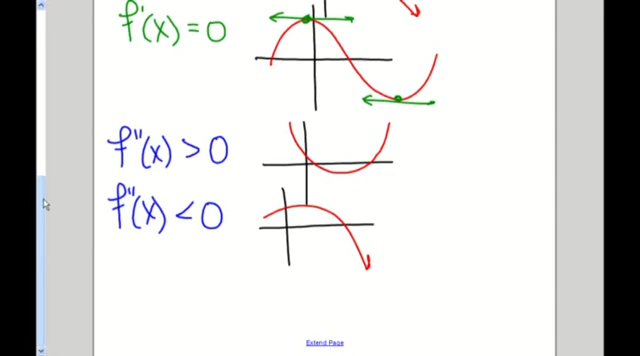 f'(x) = 0
f''(x) > 0
f''(x) < 0
Extend Page